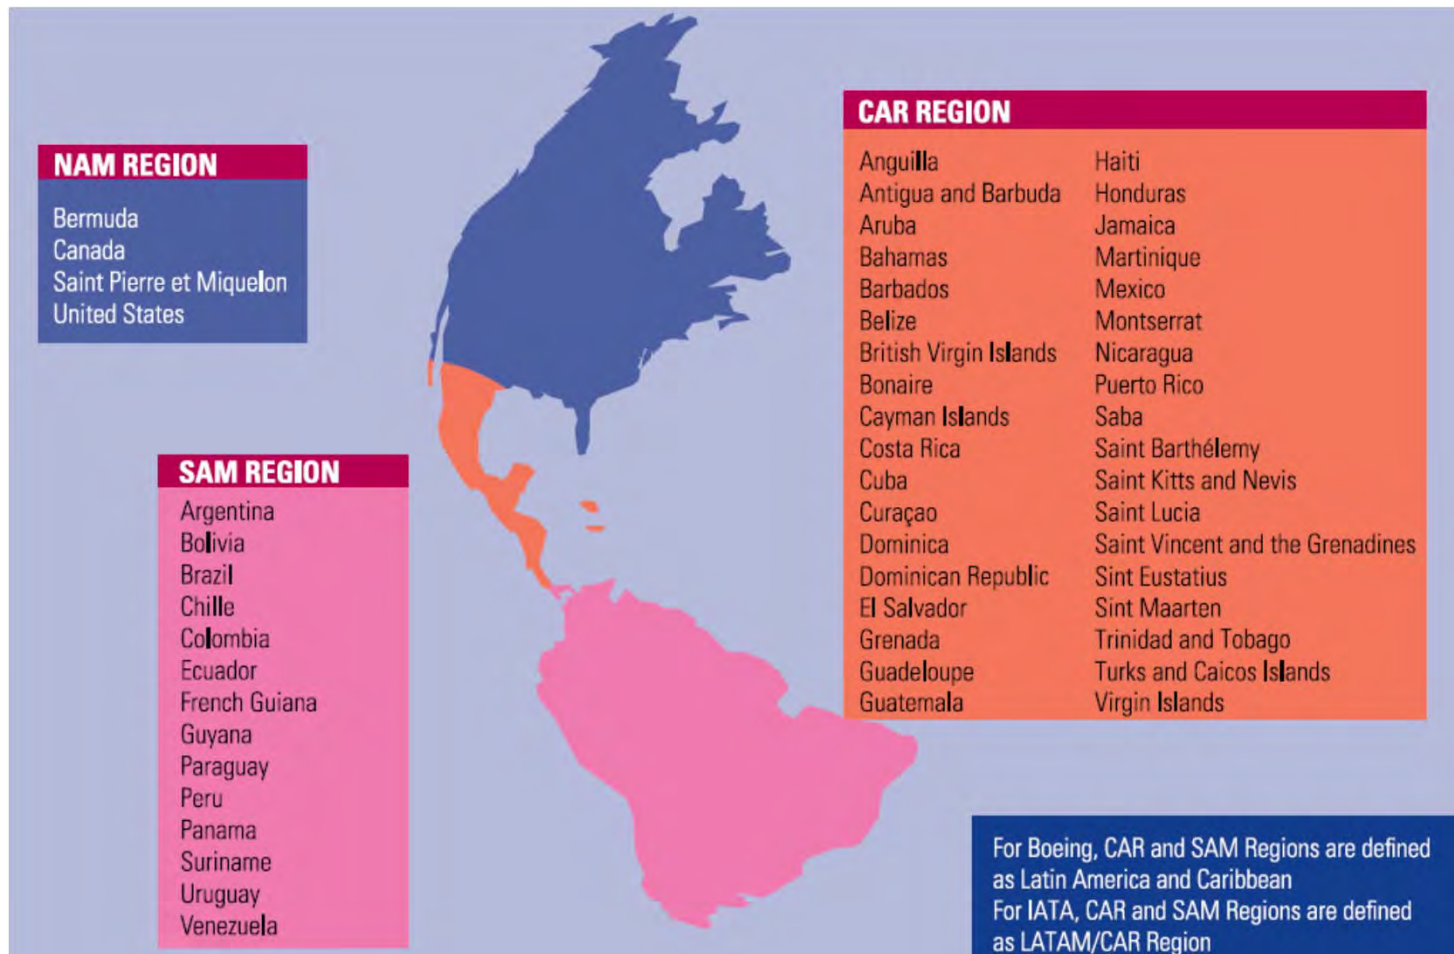 NAM REGION
Bermuda
Canada
Saint Pierre et Miquelon
United States
SAM REGION
Argentina
Bolivia
Brazil
Chille
Colombia
Ecuador
French Guiana
Guyana
Paraguay
Peru
Panama
Suriname
Uruguay
Venezuela
CAR REGION
Anguilla
Antigua and Barbuda
Aruba
Bahamas
Barbados
Belize
British Virgin Islands
Bonaire
Cayman Islands
Costa Rica
Cuba
Curaçao
Dominica
Dominican Republic
El Salvador
Grenada
Guadeloupe
Guatemala
Haiti
Honduras
Jamaica
Martinique
Mexico
Montserrat
Nicaragua
Puerto Rico
Saba
Saint Barthélemy
Saint Kitts and Nevis
Saint Lucia
Saint Vincent and the Grenadines
Sint Eustatius
Sint Maarten
Trinidad and Tobago
Turks and Caicos Islands
Virgin Islands
For Boeing, CAR and SAM Regions are defined
as Latin America and Caribbean
For IATA, CAR and SAM Regions are defined
as LATAM/CAR Region